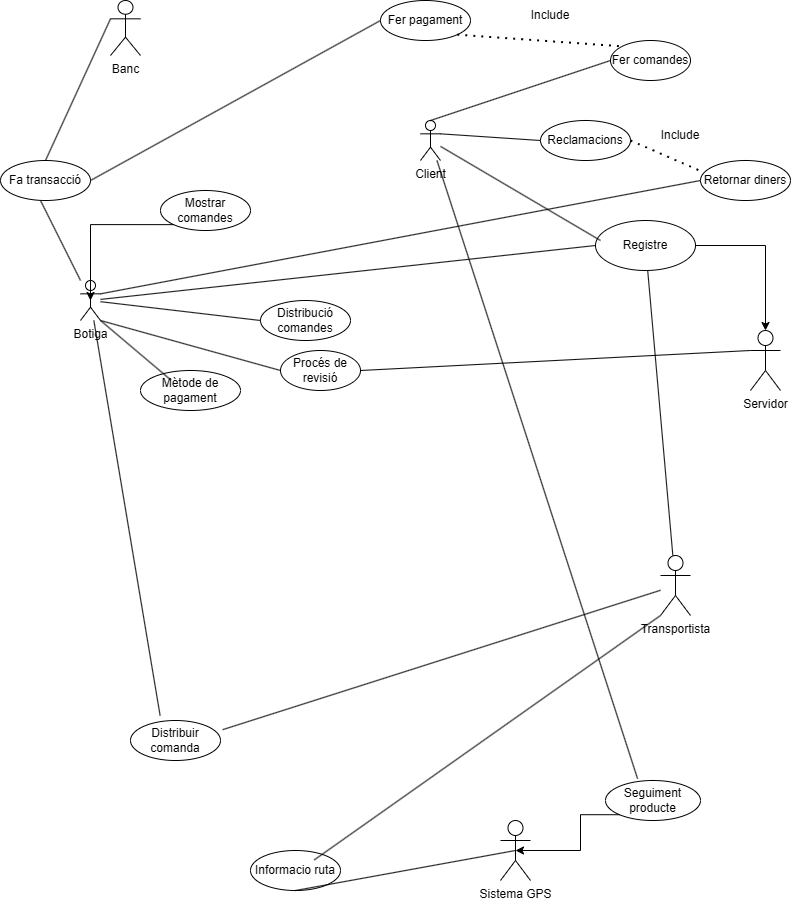 Fer pagament
Include
Fer comandes
Banc
Include
Reclamacions
Client
Fa transacció
Retornar diners
Mostrar
comandes
Registre
Distribució
comandes
Botiga
Procés de
revisió
Mètode de
pagament
Servidor
Transportista
Distribuir
comanda
Seguiment
producte
Informacio ruta
Sistema GPS